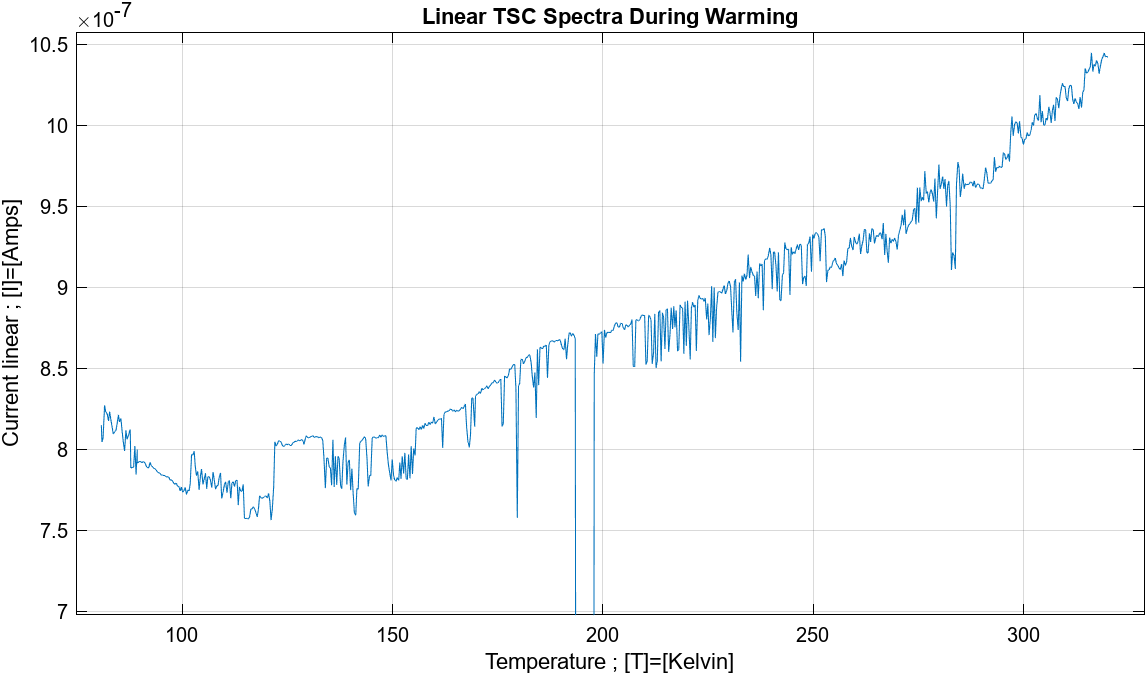 Linear TSC Spectra During Warming
×10-7
10.5
10
9.5
9
8.5
8
7.5
7
Current linear ; [I]=[Amps]
100 150 200 250 300
Temperature ; [T]=[Kelvin]